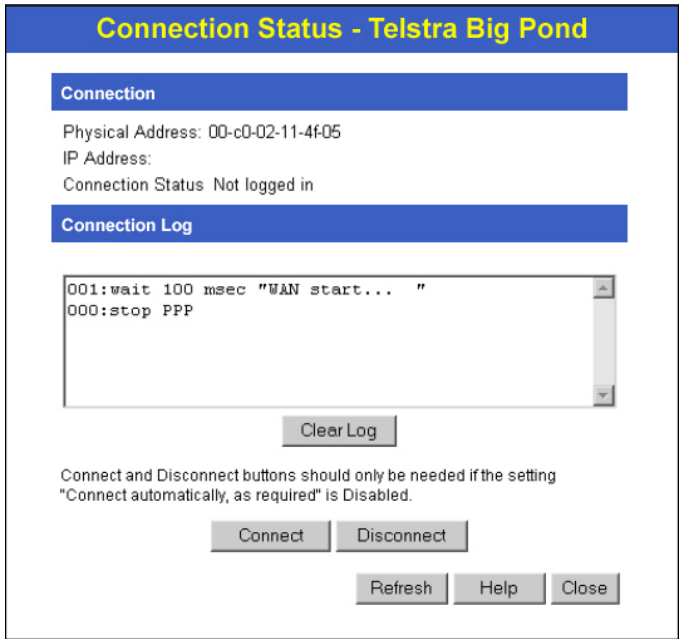 Connection Status - Telstra Big Pond
Connection
Physical Address: 00-c0-02-11-4f-05
IP Address:
Connection Status Not logged in
Connection Log
001:wait 100 msec "WAN start... "
000:stop PPP
Clear Log
Connect and Disconnect buttons should only be needed if the setting
"Connect automatically, as required" is Disabled.
Connect Disconnect
Refresh Help Close